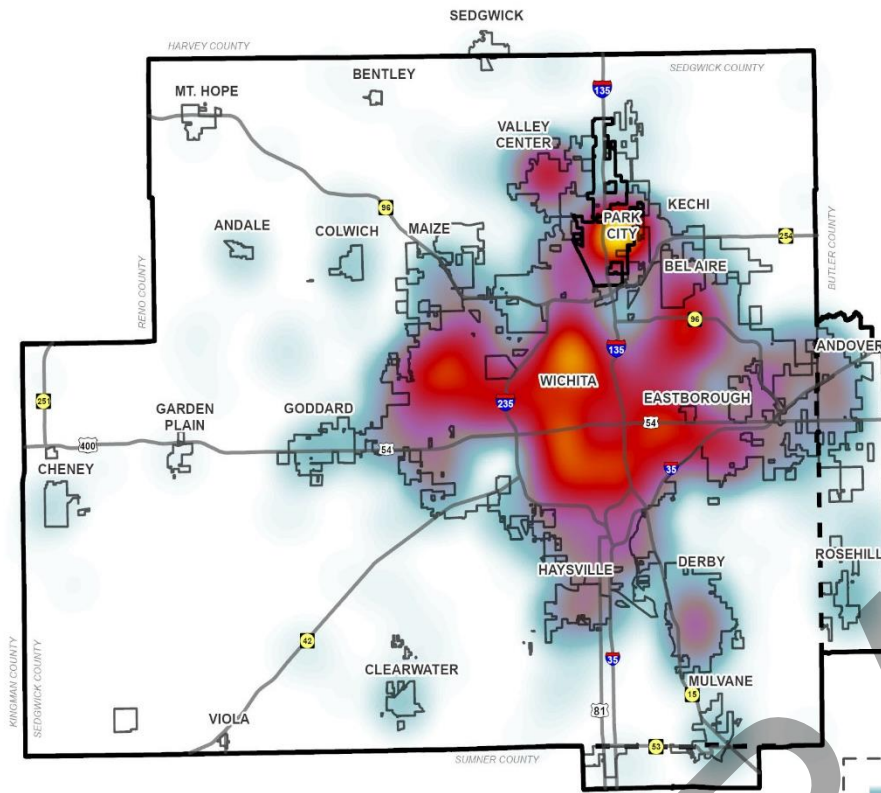 SEDGWICK
HARVEY COUNTY
SEDGWICK COUNTY
BENTLEY
MT. HOPE
135
VALLEY
CENTER
KECHI
PARK
CITY
96
ANDALE
COLWICH
MAIZE
254
BEL AIRE
RENO COUNTY
BUTLER COUNTY
96
ANDOVER
135
WICHITA
EASTBOROUGH
251
235
GARDEN
PLAIN
GODDARD
54
400
54
CHENEY
35
HAYSVILLE
DERBY
ROSEHILL
42
KINGMAN COUNTY
SEDGWICK COUNTY
CLEARWATER
35
MULVANE
15
VIOLA
81
53
SUMNER COUNTY